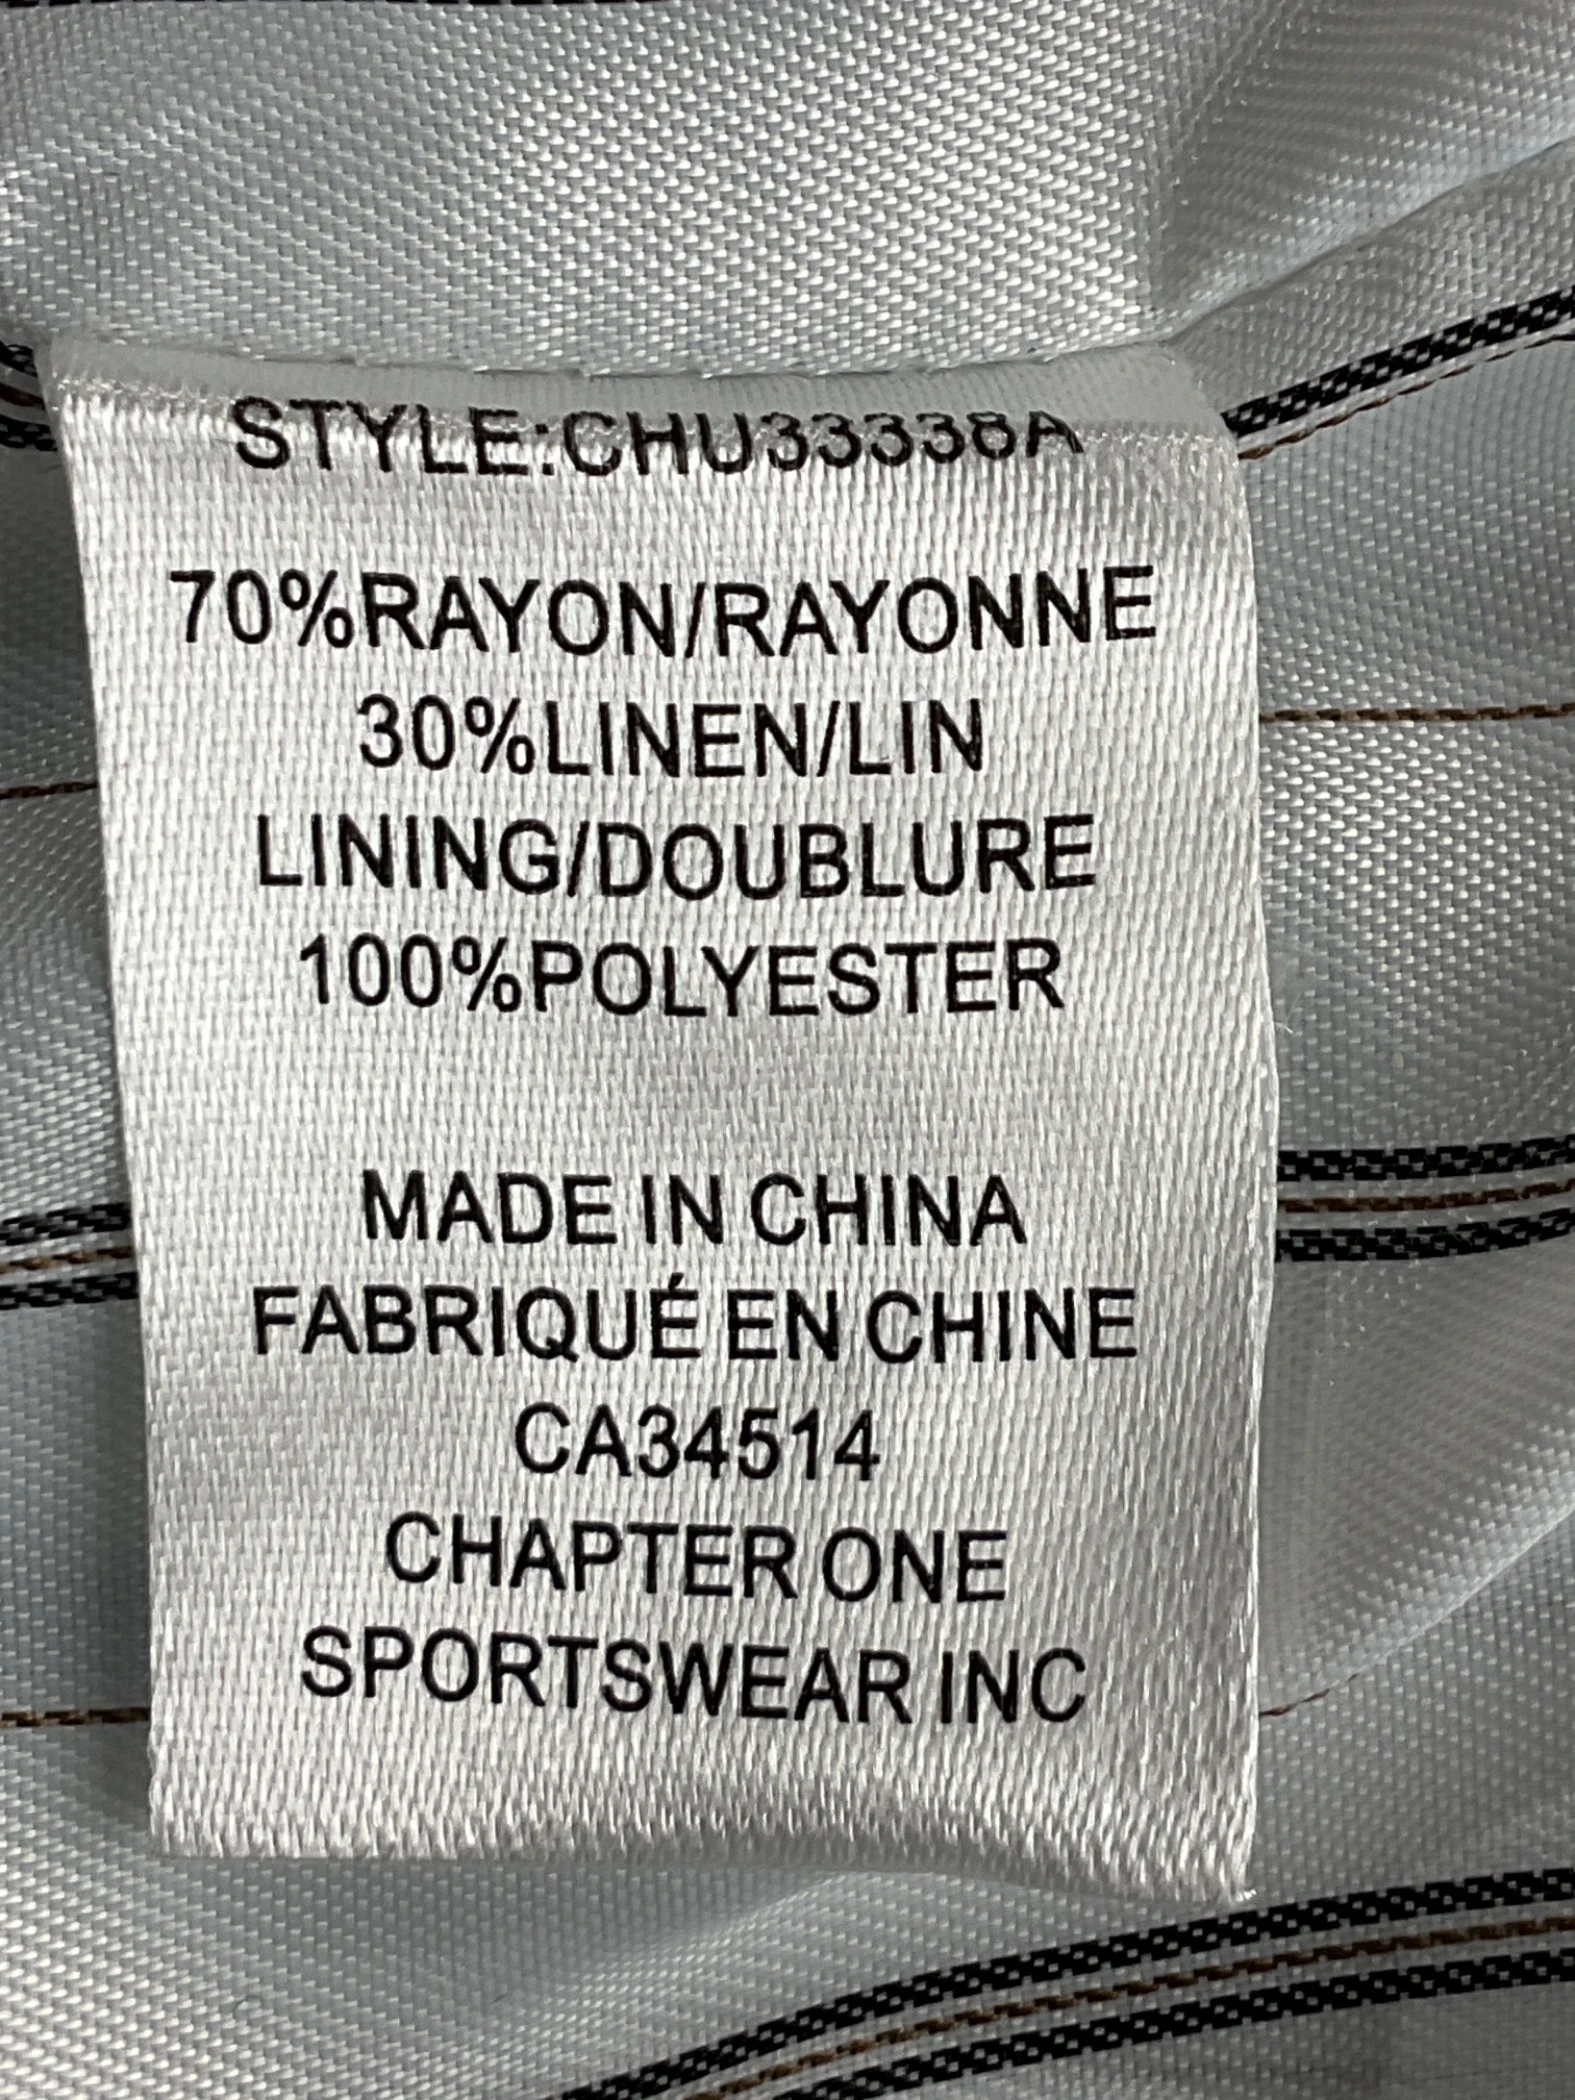 STYLE:CHU33338A
70%RAYON/RAYONNE
30%LINEN/LIN
LINING/DOUBLURE
100%POLYESTER
MADE IN CHINA
FABRIQUÉ EN CHINE
CA34514
CHAPTER ONE
SPORTSWEAR INC